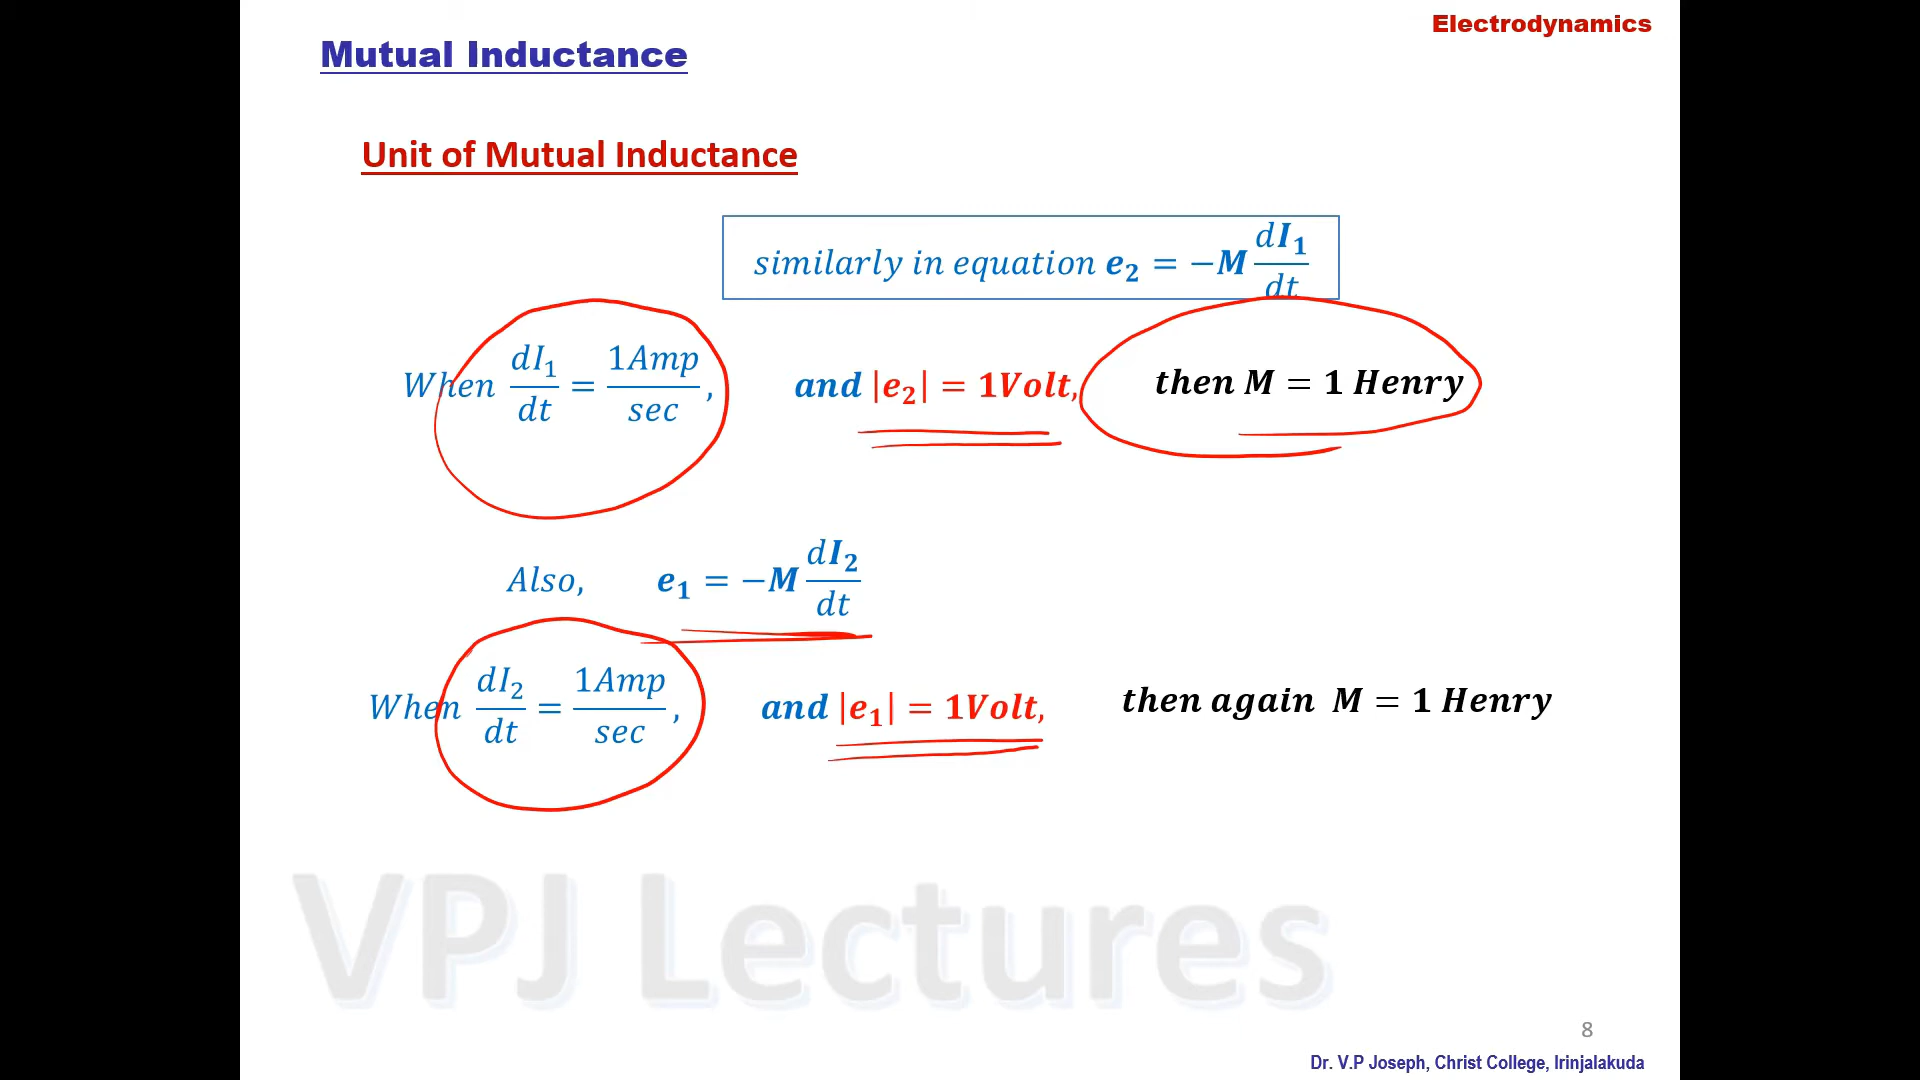 Electrodynamics
Mutual Inductance
Unit of Mutual Inductance
similarly in equation e₂ = −M dI₁/dt
When dI₁/dt = 1Amp/sec, and |e₂| = 1Volt, then M = 1 Henry
Also, e₁ = −M dI₂/dt
When dI₂/dt = 1Amp/sec, and |e₁| = 1Volt, then again M = 1 Henry
VPJ Lectures
8
Dr. V.P Joseph, Christ College, Irinjalakuda